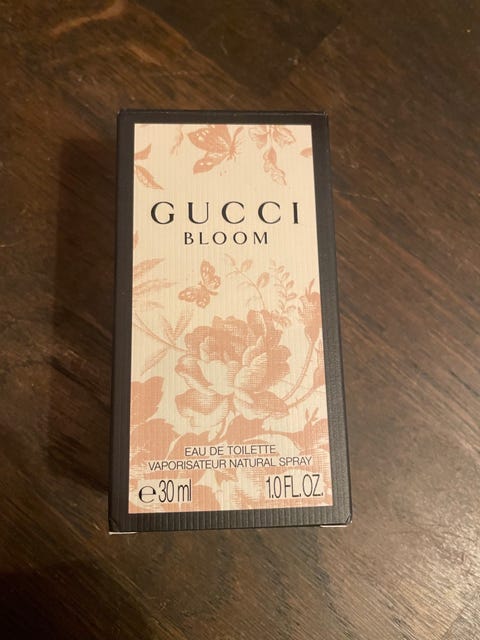 GUCCI
BLOOM
EAU DE TOILETTE
VAPORISATEUR NATURAL SPRAY
℮30 ml 1.0 FL.OZ.